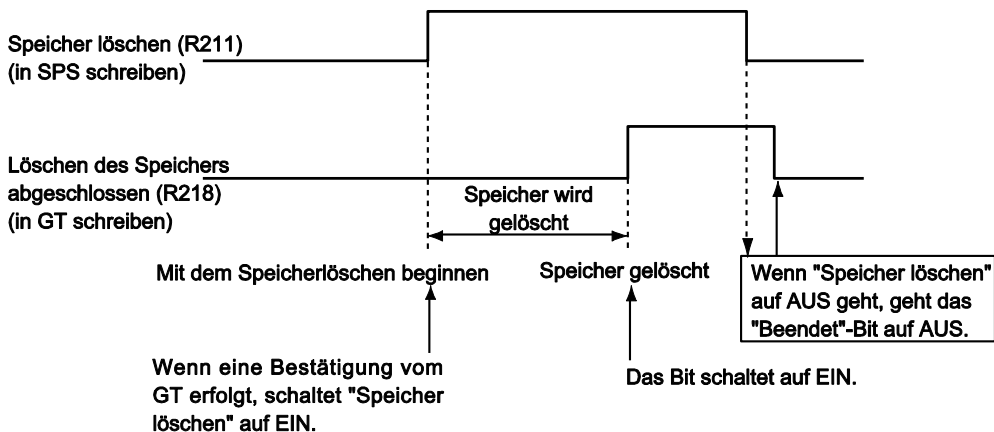 Speicher löschen (R211)
(in SPS schreiben)
Löschen des Speichers
abgeschlossen (R218)
(in GT schreiben)
Speicher wird
gelöscht
Mit dem Speicherlöschen beginnen
Speicher gelöscht
Wenn "Speicher löschen"
auf AUS geht, geht das
"Beendet"-Bit auf AUS.
Wenn eine Bestätigung vom
GT erfolgt, schaltet "Speicher
löschen" auf EIN.
Das Bit schaltet auf EIN.